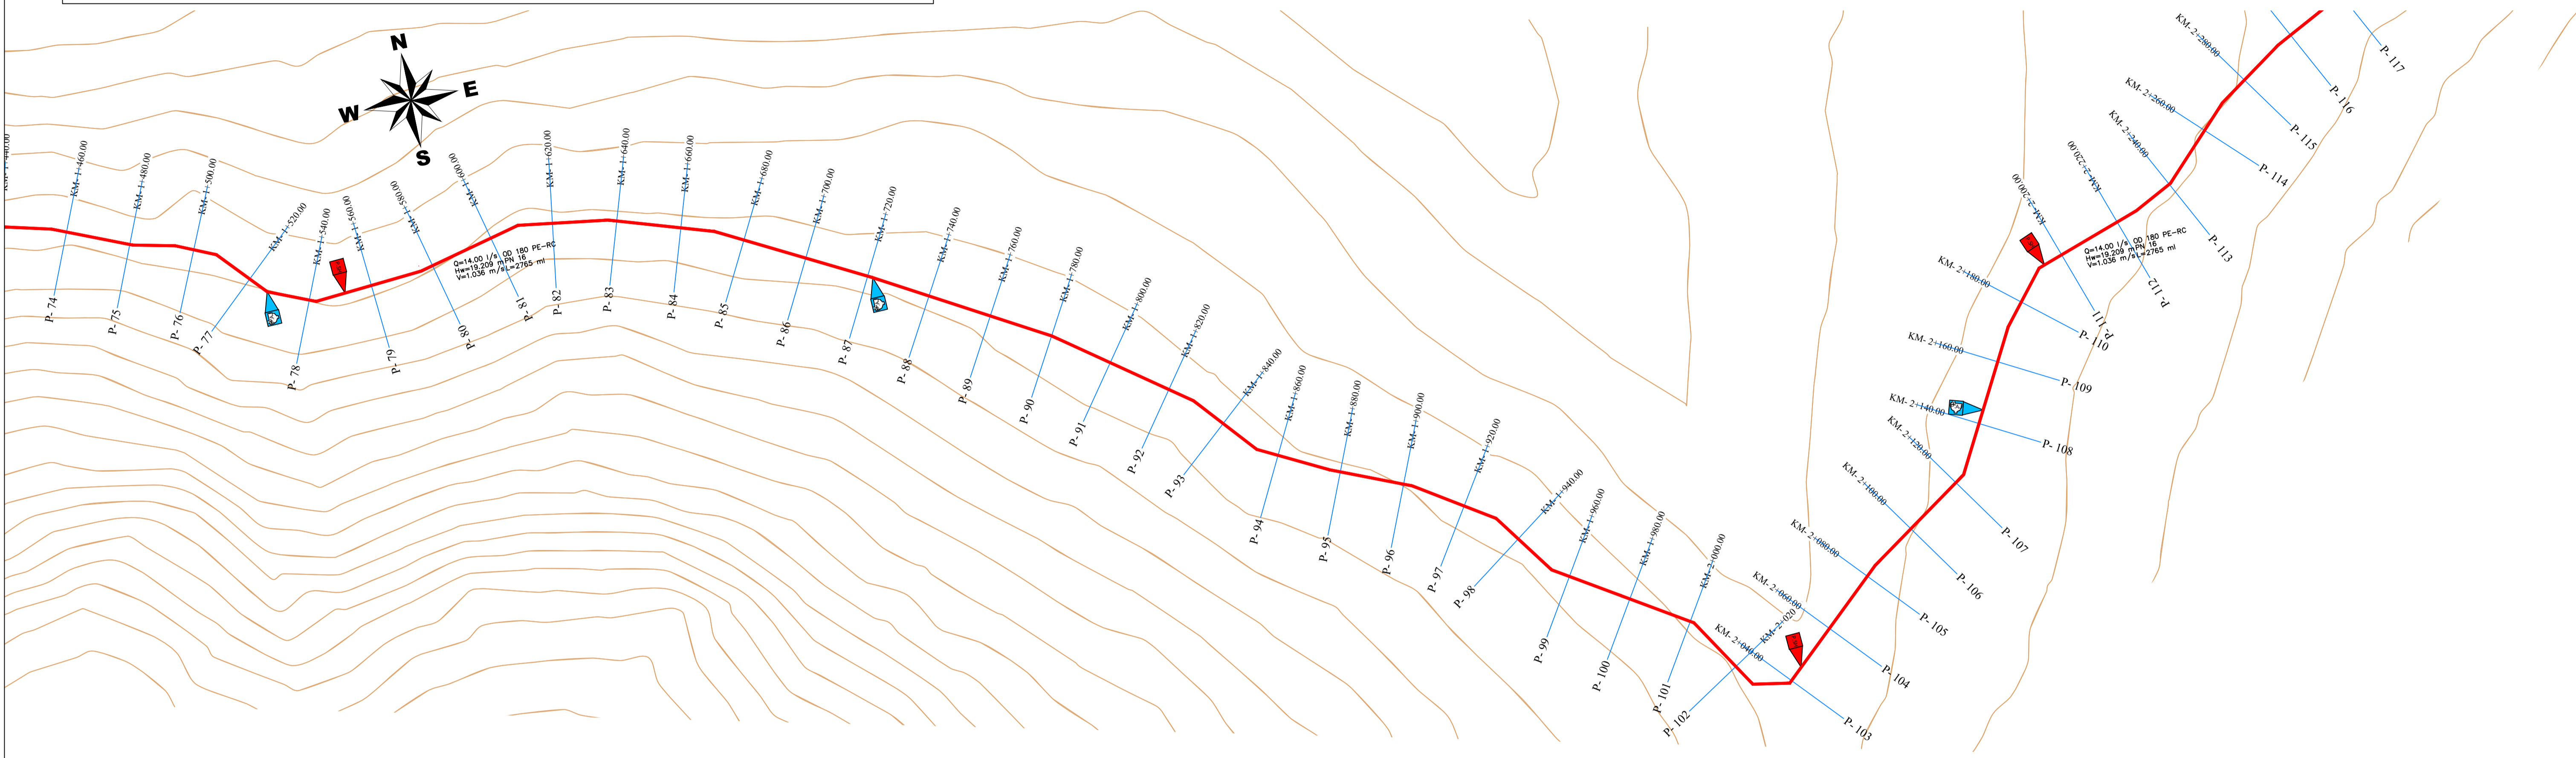 N
W
E
S
KM- 1+440.00
KM- 1+460.00
P- 74
KM- 1+480.00
P- 75
KM- 1+500.00
P- 76
KM- 1+520.00
P- 77
KM- 1+540.00
P- 78
KM- 1+560.00
P- 79
KM- 1+580.00
P- 80
KM- 1+600.00
P- 81
KM- 1+620.00
P- 82
Q=14.00 l/s OD 180 PE-RC
Hw=19.209 mPN 16
V=1.036 m/sL=2765 ml
KM- 1+640.00
P- 83
KM- 1+660.00
P- 84
KM- 1+680.00
P- 85
KM- 1+700.00
P- 86
KM- 1+720.00
P- 87
KM- 1+740.00
P- 88
KM- 1+760.00
P- 89
KM- 1+780.00
P- 90
KM- 1+800.00
P- 91
KM- 1+820.00
P- 92
KM- 1+840.00
P- 93
KM- 1+860.00
P- 94
KM- 1+880.00
P- 95
KM- 1+900.00
P- 96
KM- 1+920.00
P- 97
KM- 1+940.00
P- 98
KM- 1+960.00
P- 99
KM- 1+980.00
P- 100
KM- 2+000.00
P- 101
KM- 2+020
P- 102
KM- 2+040.00
P- 103
KM- 2+060.00
P- 104
KM- 2+080.00
P- 105
KM- 2+100.00
P- 106
KM- 2+120.00
P- 107
KM- 2+140.00
P- 108
KM- 2+160.00
P- 109
KM- 2+180.00
P- 110
KM- 2+200.00
P- 111
KM- 2+220.00
P- 112
Q=14.00 l/s OD 180 PE-RC
Hw=19.209 mPN 16
V=1.036 m/sL=2765 ml
KM- 2+240.00
P- 113
KM- 2+260.00
P- 114
KM- 2+280.00
P- 115
P- 116
P- 117